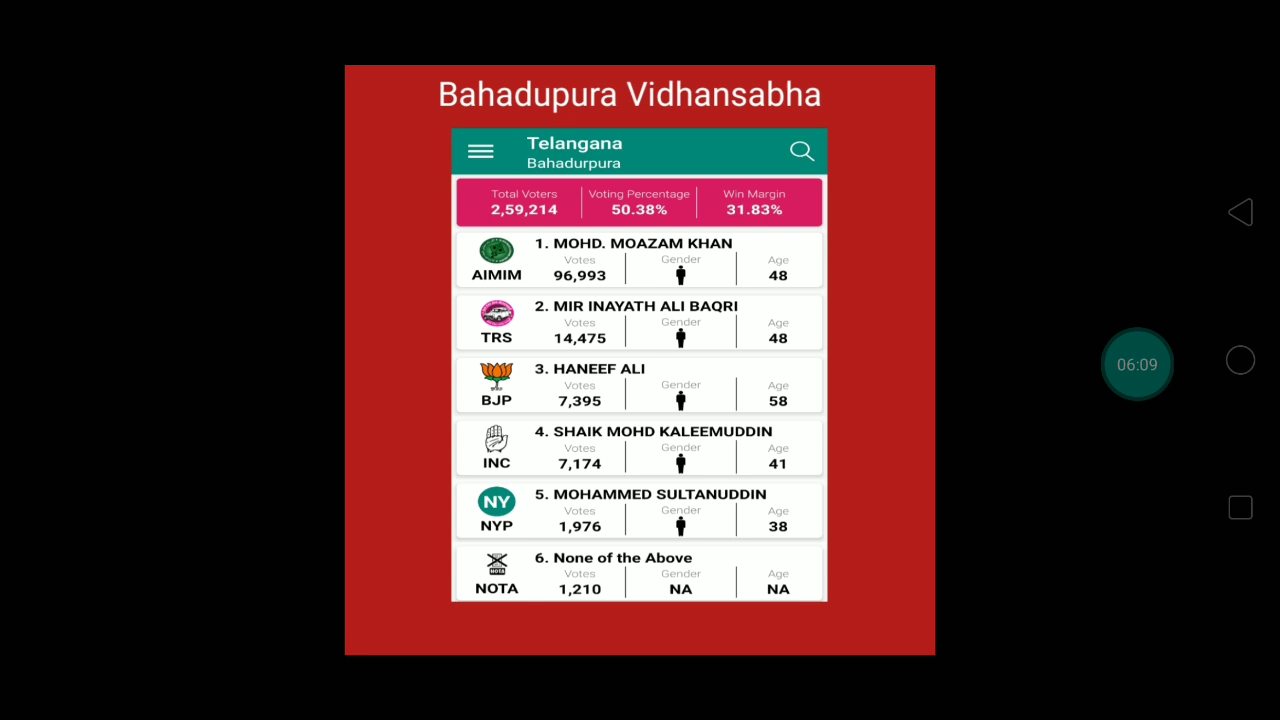 Bahadupura Vidhansabha
Telangana
Bahadurpura
Total Voters Voting Percentage Win Margin
2,59,214 50.38% 31.83%
1. MOHD. MOAZAM KHAN
Votes Gender Age
AIMIM 96,993 48
2. MIR INAYATH ALI BAQRI
Votes Gender Age
TRS 14,475 48
3. HANEEF ALI
Votes Gender Age
BJP 7,395 58
4. SHAIK MOHD KALEEMUDDIN
Votes Gender Age
INC 7,174 41
NY 5. MOHAMMED SULTANUDDIN
Votes Gender Age
NYP 1,976 38
6. None of the Above
NOTA Votes Gender Age
NOTA 1,210 NA NA
06:09